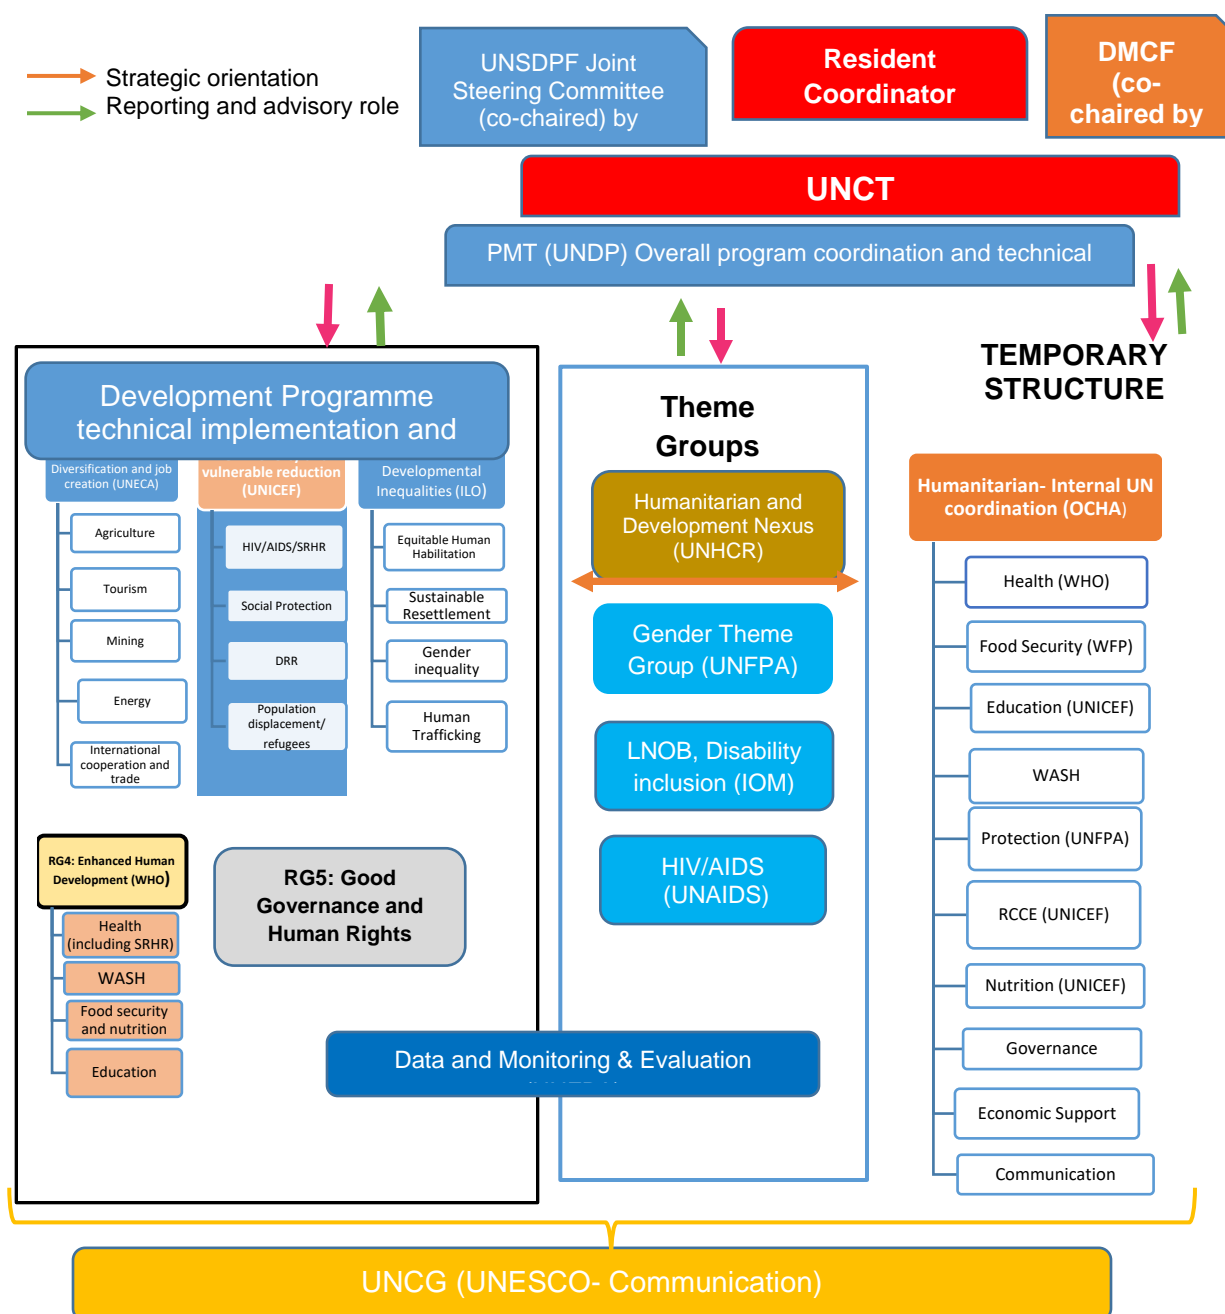 Strategic orientation
Reporting and advisory role
UNSDPF Joint
Steering Committee
(co-chaired) by
Resident
Coordinator
DMCF
(co-
chaired by
UNCT
PMT (UNDP) Overall program coordination and technical
Development Programme
technical implementation and
Diversification and job
creation (UNECA)
Agriculture
Tourism
Mining
Energy
International
cooperation and
trade
vulnerable reduction
(UNICEF)
HIV/AIDS/SRHR
Social Protection
DRR
Population
displacement/
refugees
Developmental
Inequalities (ILO)
Equitable Human
Habilitation
Sustainable
Resettlement
Gender
inequality
Human
Trafficking
RG4: Enhanced Human
Development (WHO)
Health
(including SRHR)
WASH
Food security
and nutrition
Education
RG5: Good
Governance and
Human Rights
Theme
Groups
Humanitarian and
Development Nexus
(UNHCR)
Gender Theme
Group (UNFPA)
LNOB, Disability
inclusion (IOM)
HIV/AIDS
(UNAIDS)
Data and Monitoring & Evaluation
TEMPORARY
STRUCTURE
Humanitarian- Internal UN
coordination (OCHA)
Health (WHO)
Food Security (WFP)
Education (UNICEF)
WASH
Protection (UNFPA)
RCCE (UNICEF)
Nutrition (UNICEF)
Governance
Economic Support
Communication
UNCG (UNESCO- Communication)